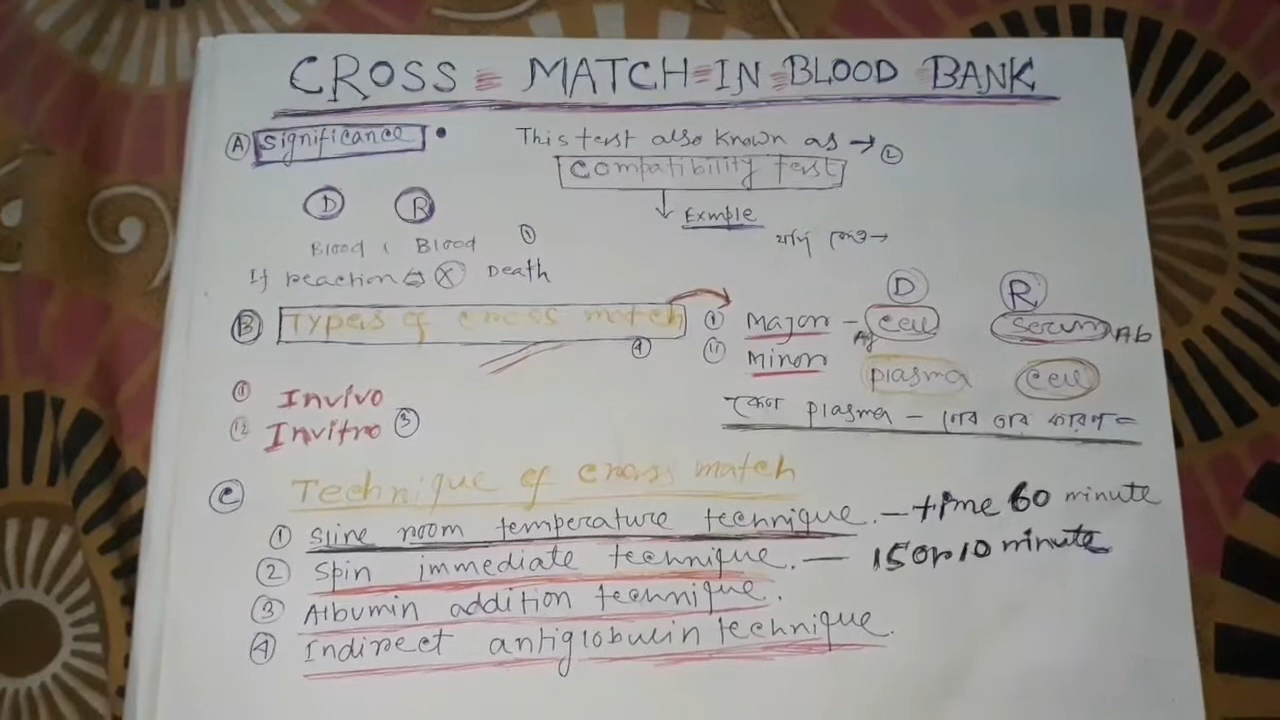 CROSS = MATCH = IN = BLOOD BANK
A Significance •
This test also known as → 2
Compatibility Test
D R
↓ Exmple
Blood , Blood 1
If reaction ⇔ X Death
B Types of cross match 4
① Major - Cell Serum Ab
D R
Ag
② Minor Plasma Cell
① Invivo
Plasma -
Invitro ③
C Technique of cross match
① Sline room temperature technique. - time 60 minute
② Spin immediate technique. — 15 or 10 minute
③ Albumin addition technique.
④ Indirect antiglobulin technique.